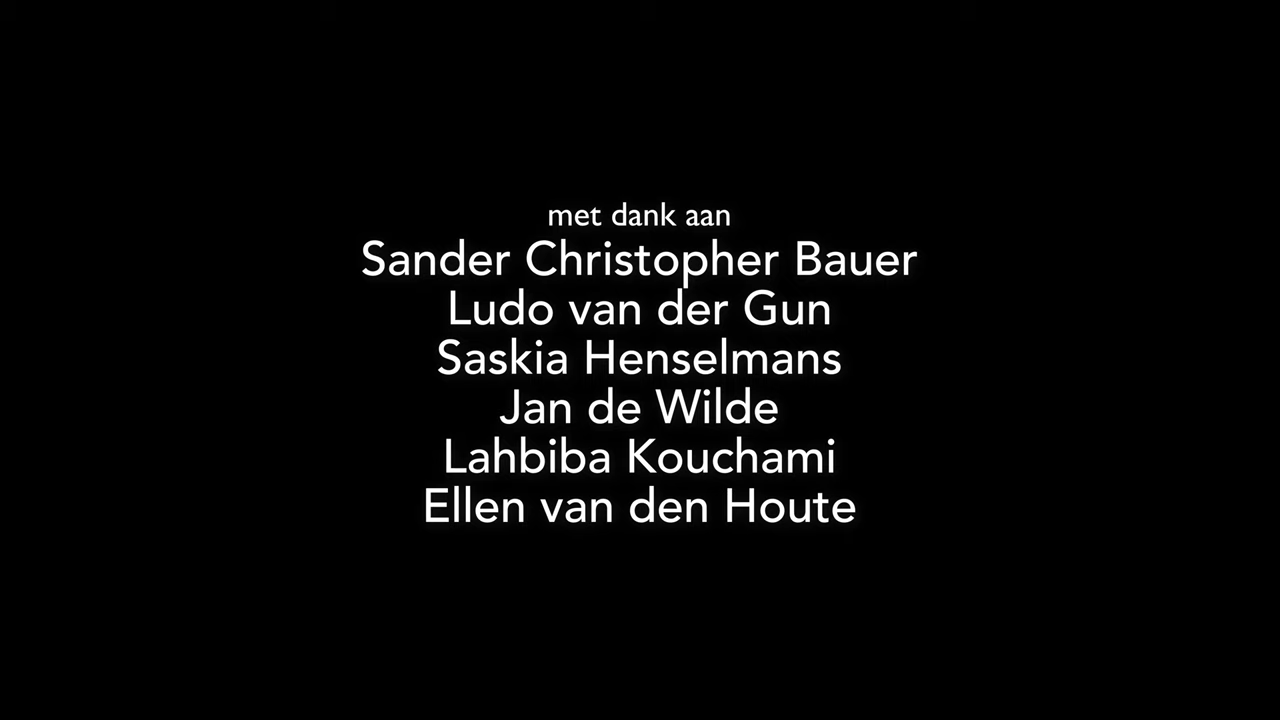 met dank aan
Sander Christopher Bauer
Ludo van der Gun
Saskia Henselmans
Jan de Wilde
Lahbiba Kouchami
Ellen van den Houte